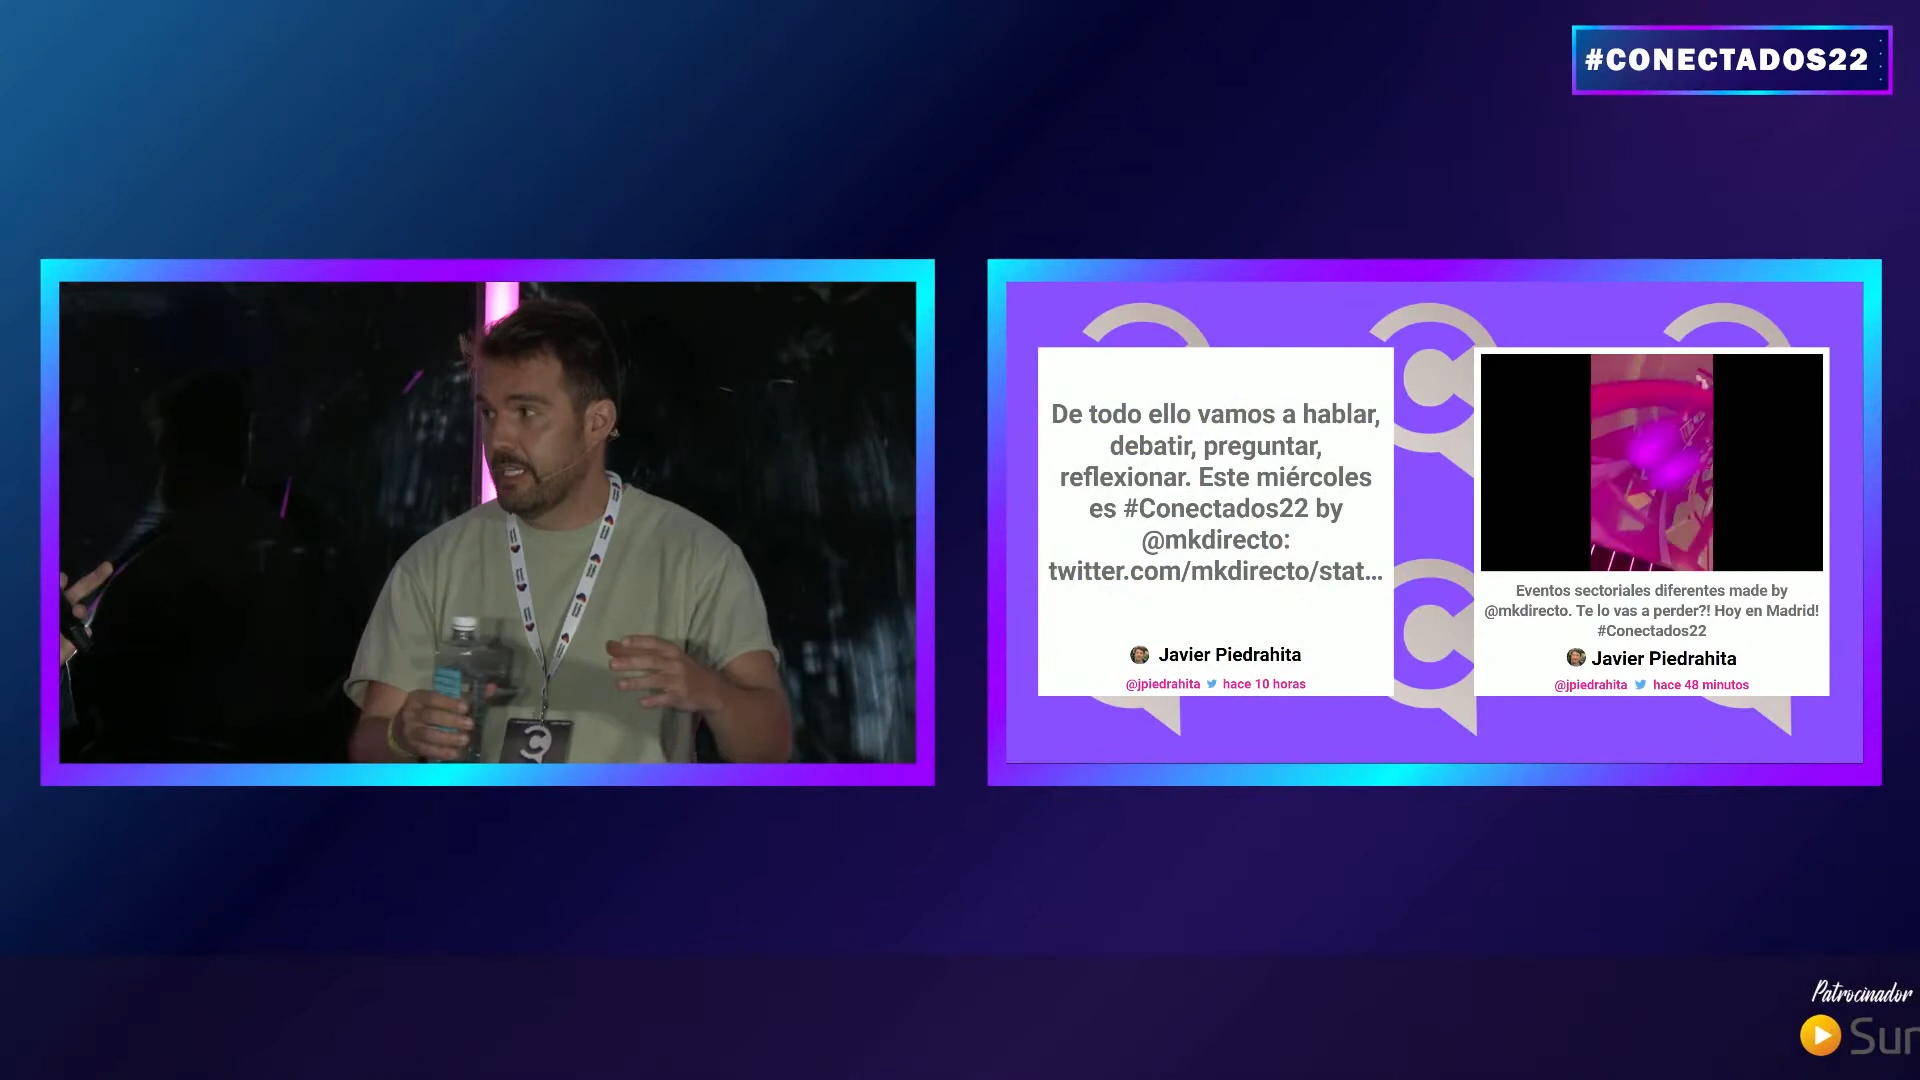 #CONECTADOS22
De todo ello vamos a hablar,
debatir, preguntar,
reflexionar. Este miércoles
es #Conectados22 by
@mkdirecto:
twitter.com/mkdirecto/stat...
Javier Piedrahita
@jpiedrahita hace 10 horas
Eventos sectoriales diferentes made by
@mkdirecto. Te lo vas a perder?! Hoy en Madrid!
#Conectados22
Javier Piedrahita
@jpiedrahita hace 48 minutos
Patrocinador